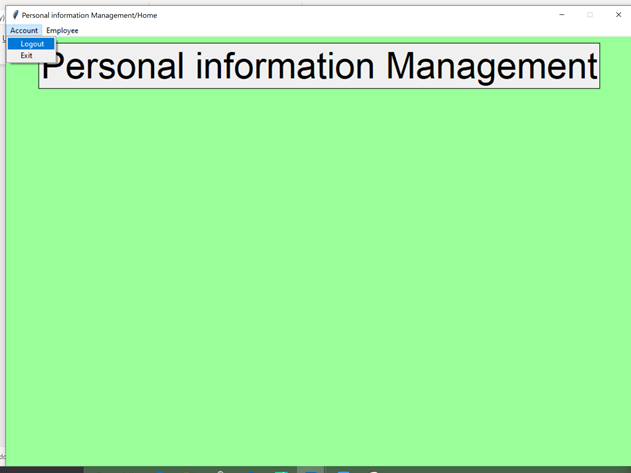 Personal information Management/Home
Account Employee
Logout
Exit
Personal information Management